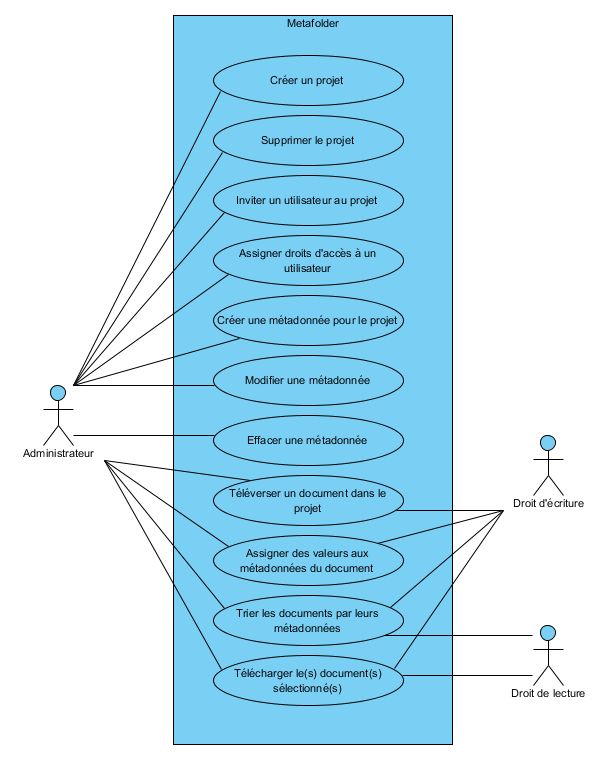 Metafolder
Créer un projet
Supprimer le projet
Inviter un utilisateur au projet
Assigner droits d'accès à un
utilisateur
Créer une métadonnée pour le projet
Modifier une métadonnée
Effacer une métadonnée
Administrateur
Téléverser un document dans le
projet
Droit d'écriture
Assigner des valeurs aux
métadonnées du document
Trier les documents par leurs
métadonnées
Télécharger le(s) document(s)
sélectionné(s)
Droit de lecture